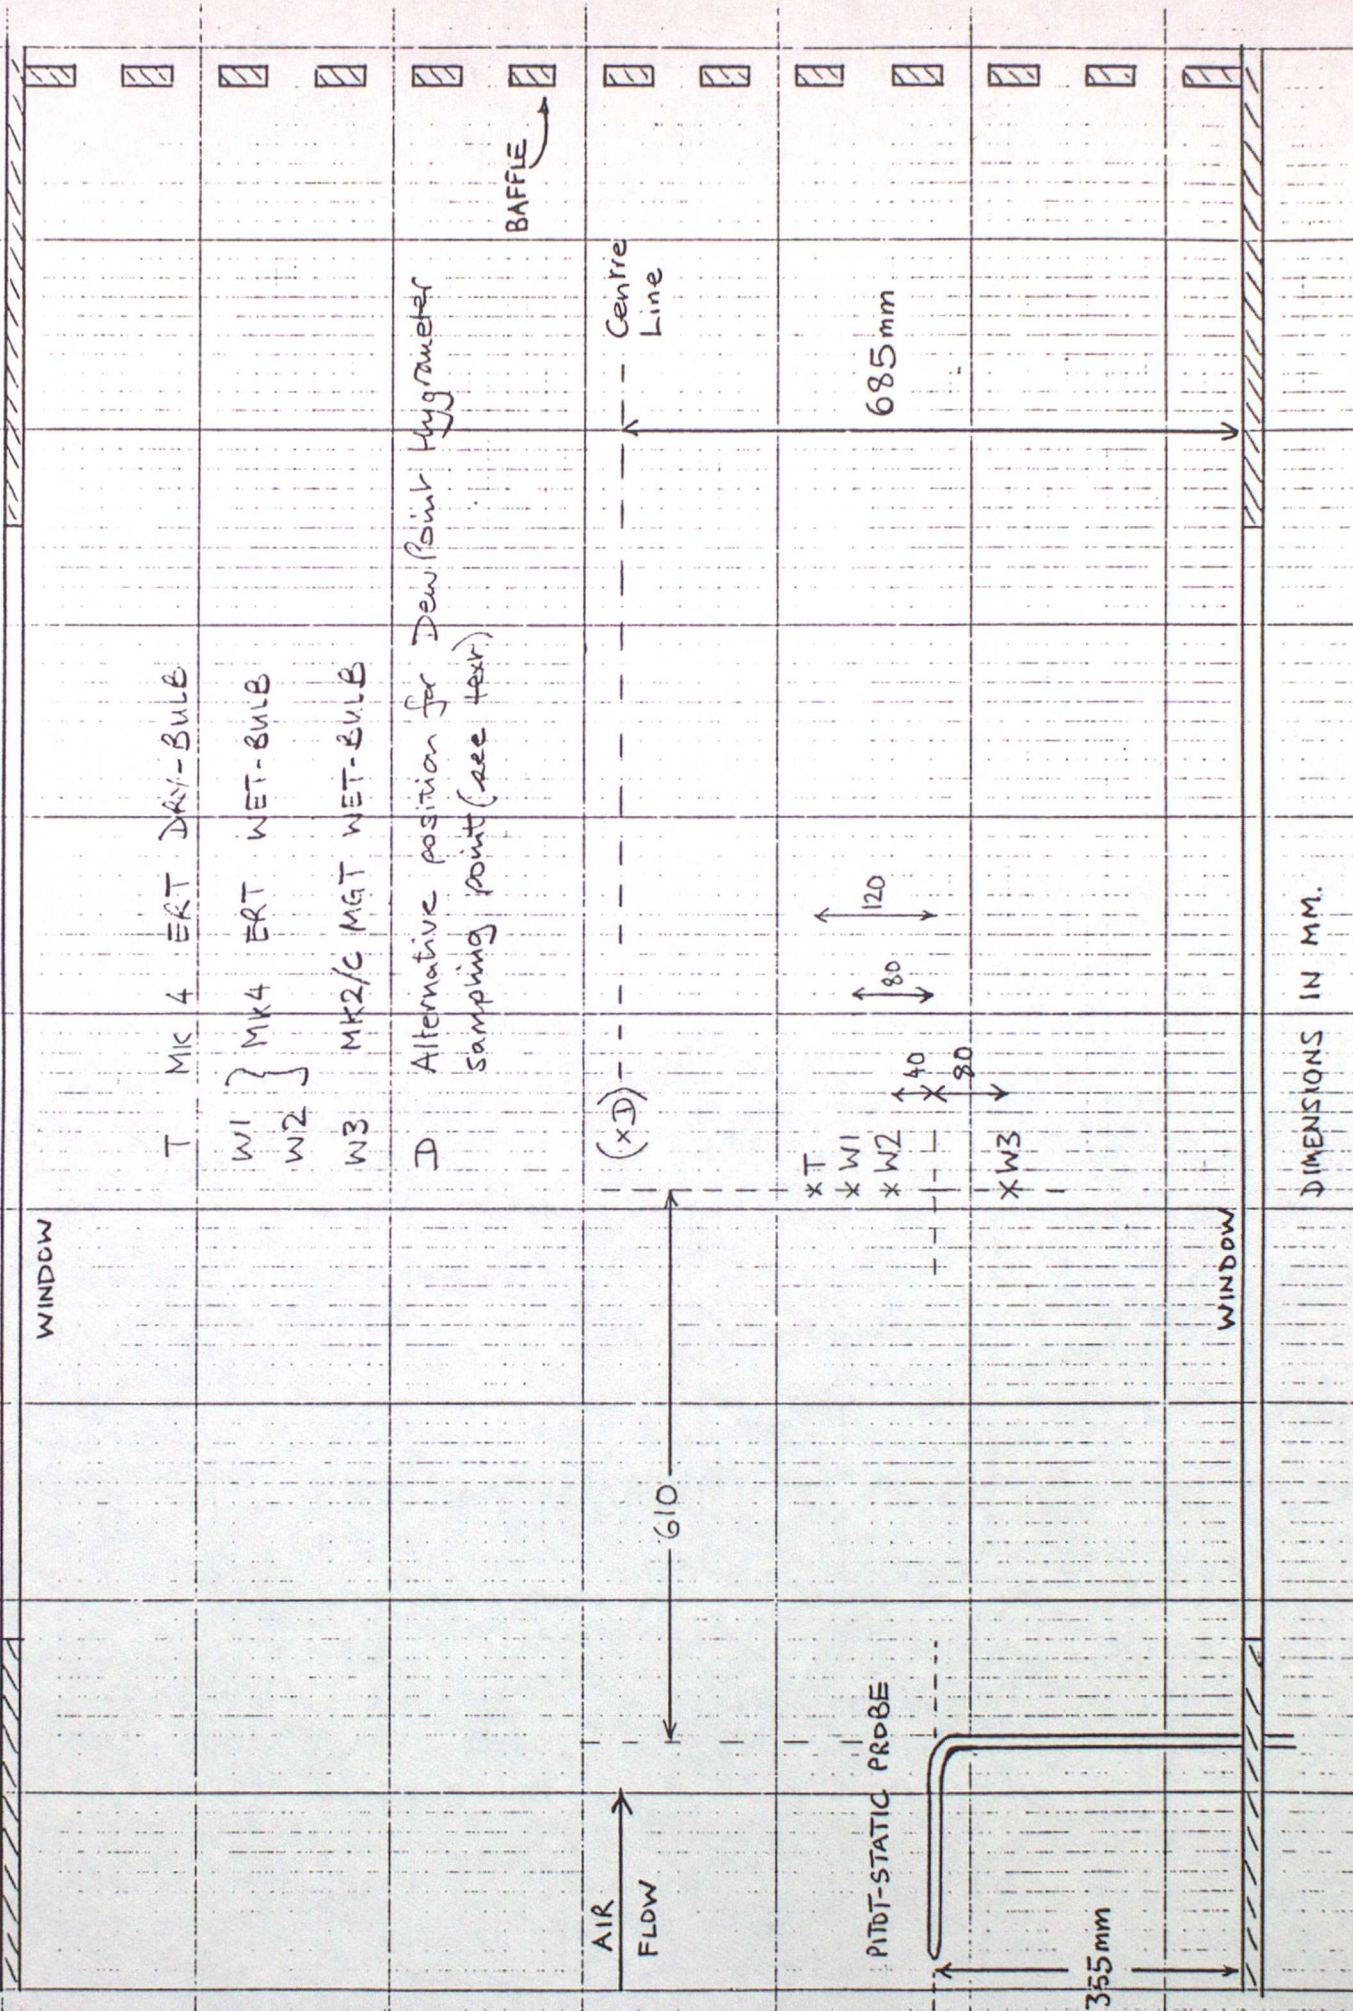 WINDOW
T MK 4 ERT DRY-BULB
W1 } MK4 ERT WET-BULB
W2
W3 MK2/C MGT WET-BULB
D Alternative position for Dew Point Hygrometer
sampling point (see text)
BAFFLE
AIR
FLOW
(xD)
Centre
Line
610
685mm
PITOT-STATIC PROBE
x T
x W1
x W2
x W3
40
80
80
120
355mm
WINDOW
DIMENSIONS IN MM.